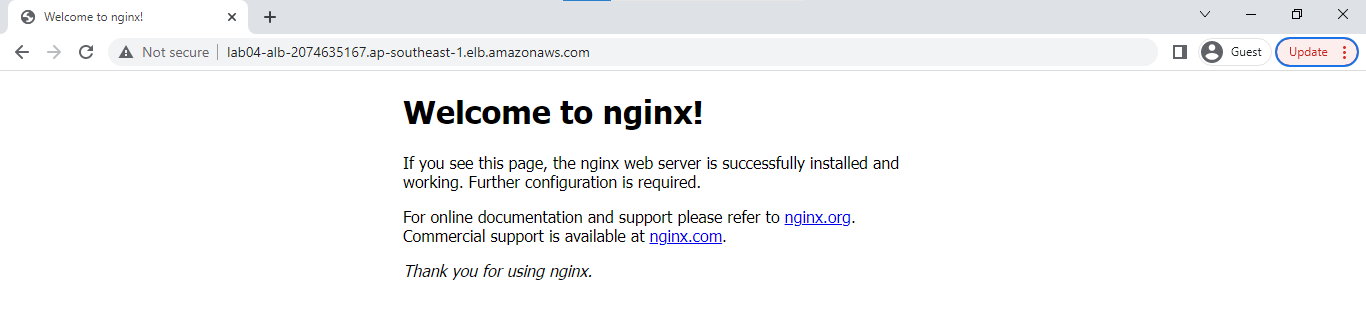 Welcome to nginx!
Not secure
lab04-alb-2074635167.ap-southeast-1.elb.amazonaws.com
Guest
Update
Welcome to nginx!
If you see this page, the nginx web server is successfully installed and
working. Further configuration is required.
For online documentation and support please refer to nginx.org.
Commercial support is available at nginx.com.
Thank you for using nginx.